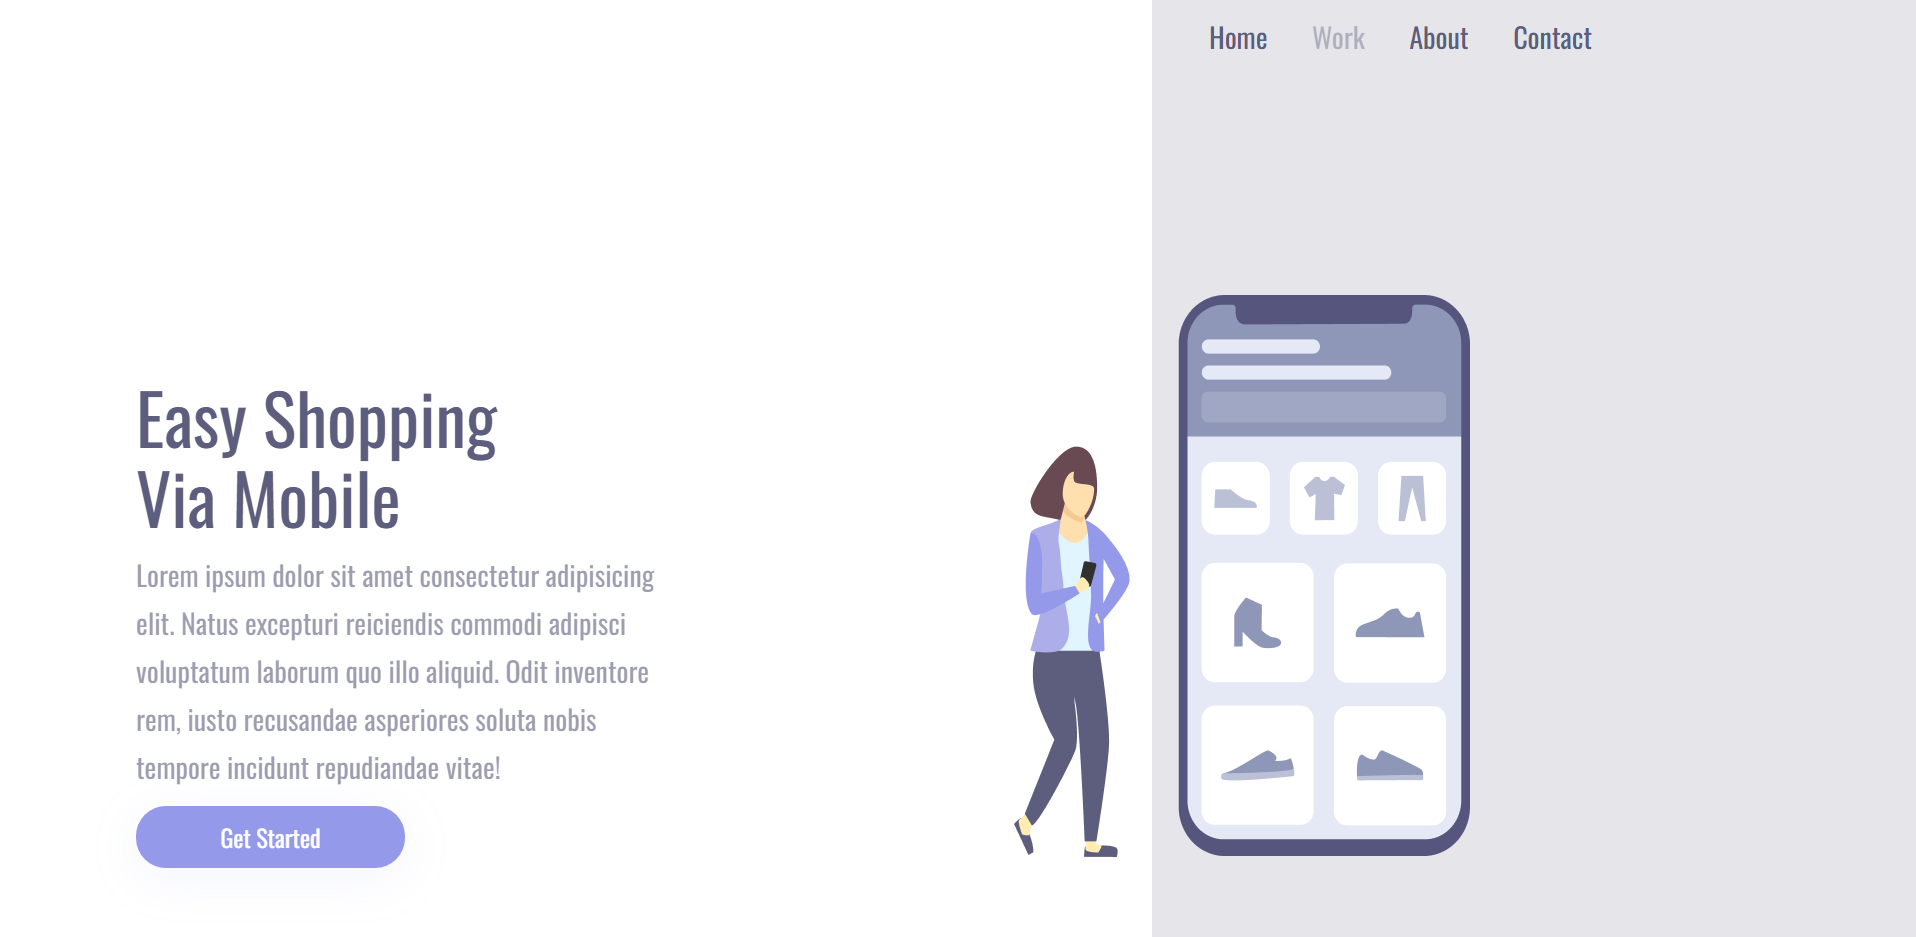 Home Work About Contact
Easy Shopping
Via Mobile
Lorem ipsum dolor sit amet consectetur adipisicing
elit. Natus excepturi reiciendis commodi adipisci
voluptatum laborum quo illo aliquid. Odit inventore
rem, iusto recusandae asperiores soluta nobis
tempore incidunt repudiandae vitae!
Get Started